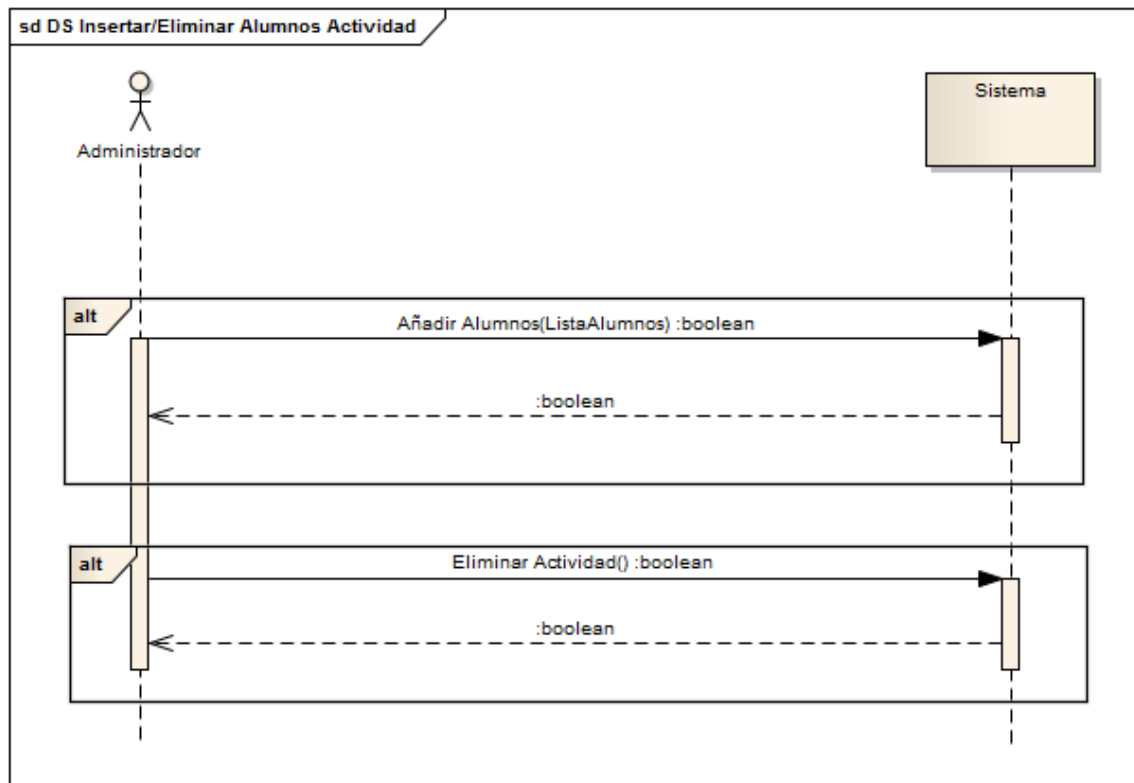 sd DS Insertar/Eliminar Alumnos Actividad
Sistema
Administrador
alt
Añadir Alumnos(ListaAlumnos) :boolean
:boolean
alt
Eliminar Actividad() :boolean
:boolean